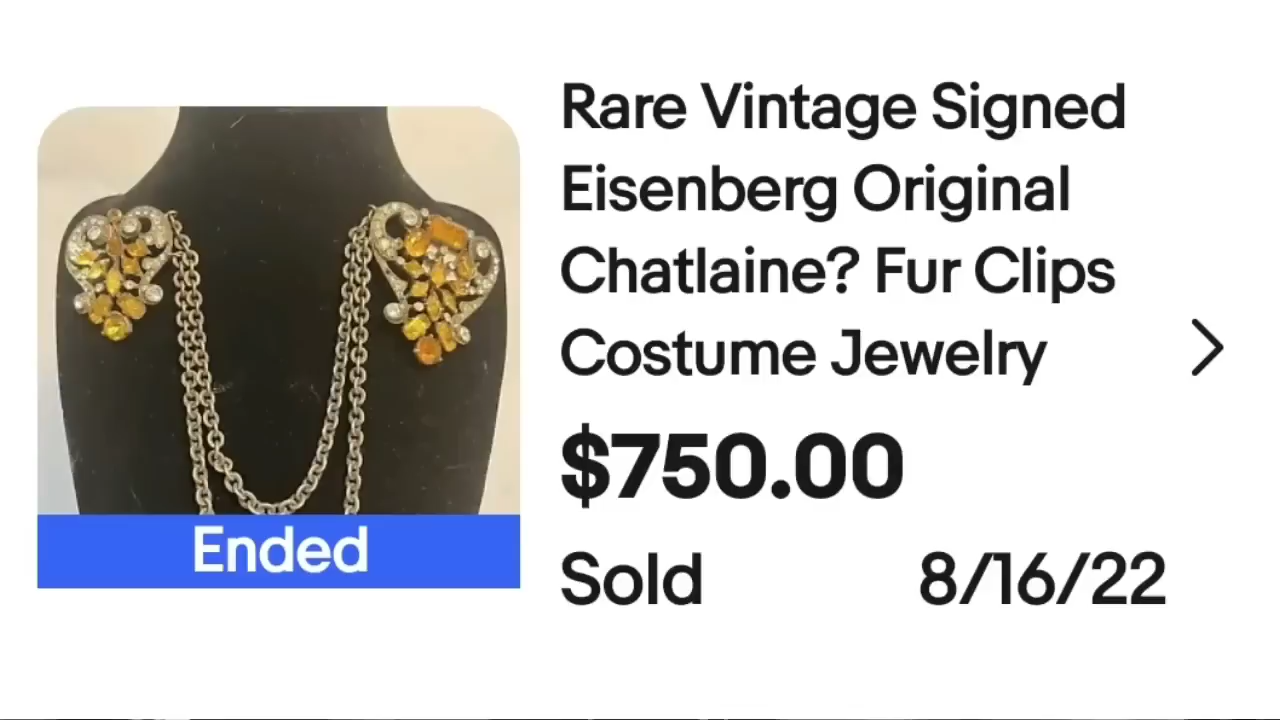 Rare Vintage Signed
Eisenberg Original
Chatlaine? Fur Clips
Costume Jewelry
$750.00
Ended
Sold 8/16/22